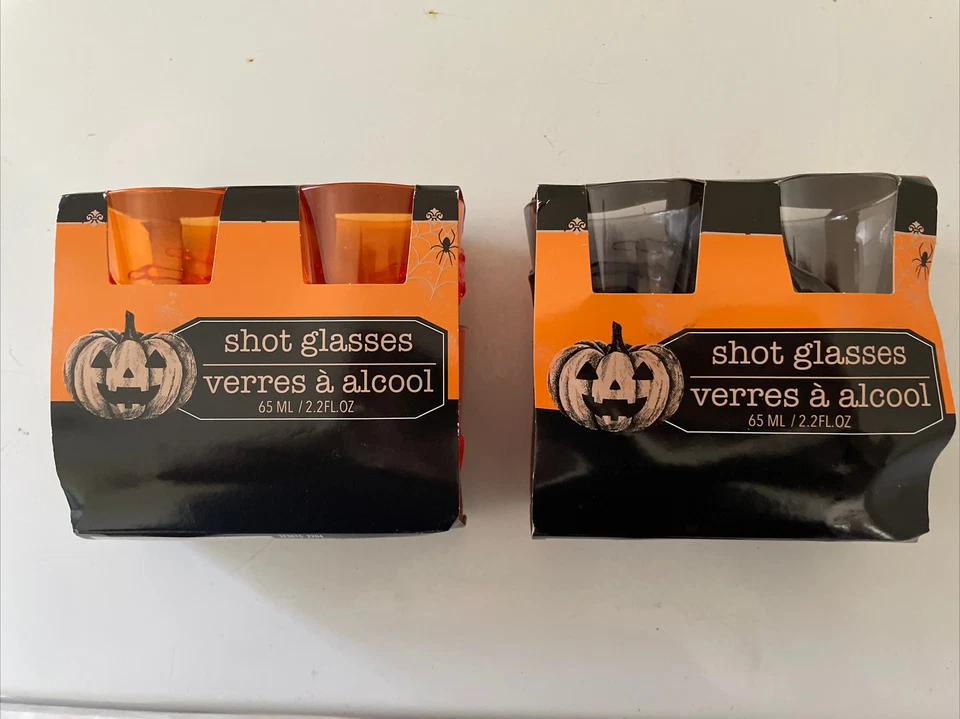 shot glasses
verres à alcool
65 ML / 2.2FL.OZ
shot glasses
verres à alcool
65 ML / 2.2FL.OZ